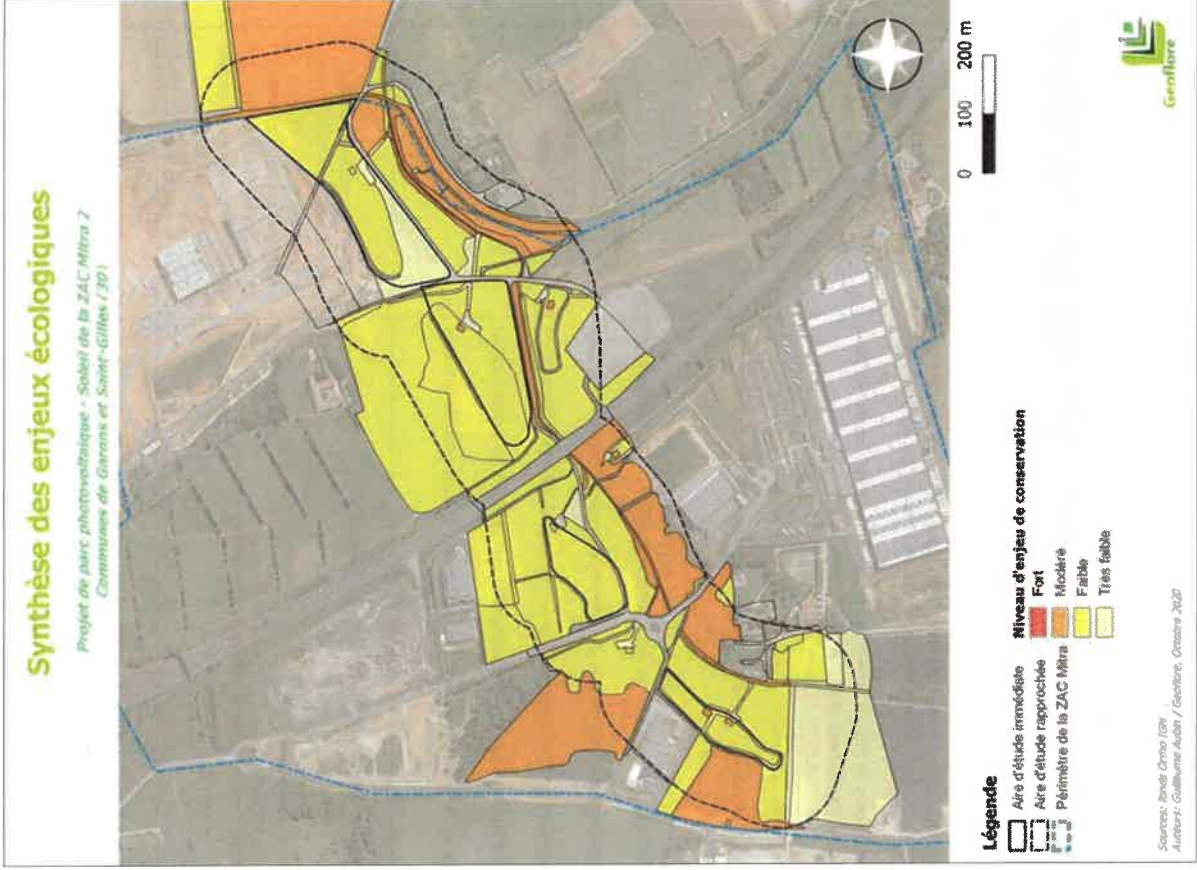 Synthèse des enjeux écologiques
Projet de parc photovoltaïque - Soleil de la ZAC Mitra 2
Communes de Garons et Saint-Gilles (30)
0 100 200 m
Légende
Aire d'étude immédiate
Aire d'étude rapprochée
Périmètre de la ZAC Mitra
Niveau d'enjeu de conservation
Fort
Modéré
Faible
Très faible
Sources: Fonds Ortho IGN
Auteurs: Guillaume Aubin / Geoflore, Octobre 2020
Geoflore